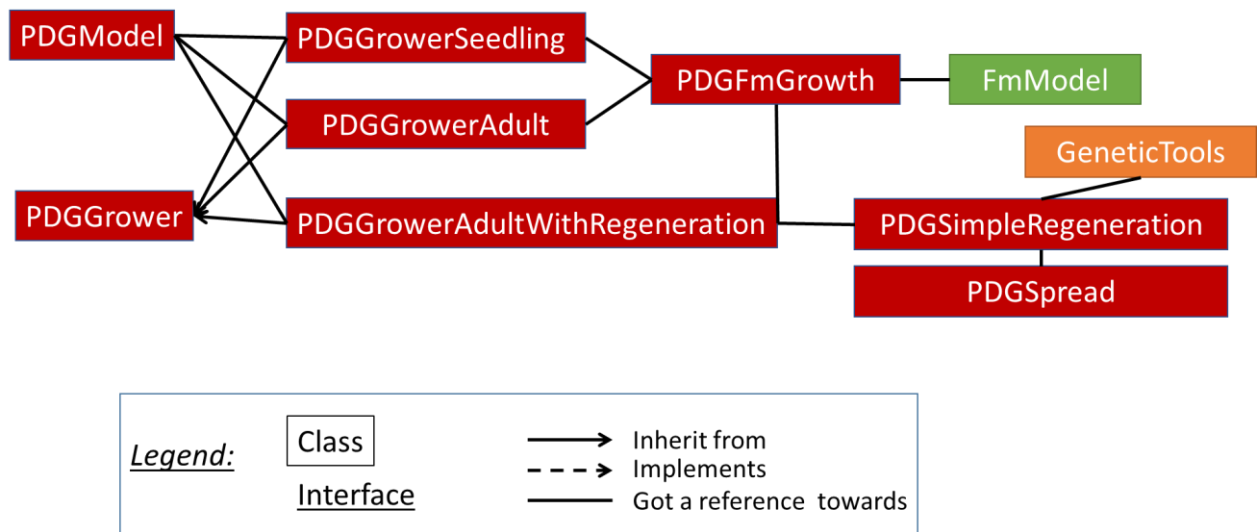 PDGModel
PDGGrowerSeedling
PDGFmGrowth
FmModel
PDGGrowerAdult
GeneticTools
PDGGrower
PDGGrowerAdultWithRegeneration
PDGSimpleRegeneration
PDGSpread
Legend:
Class
Interface
Inherit from
Implements
Got a reference towards